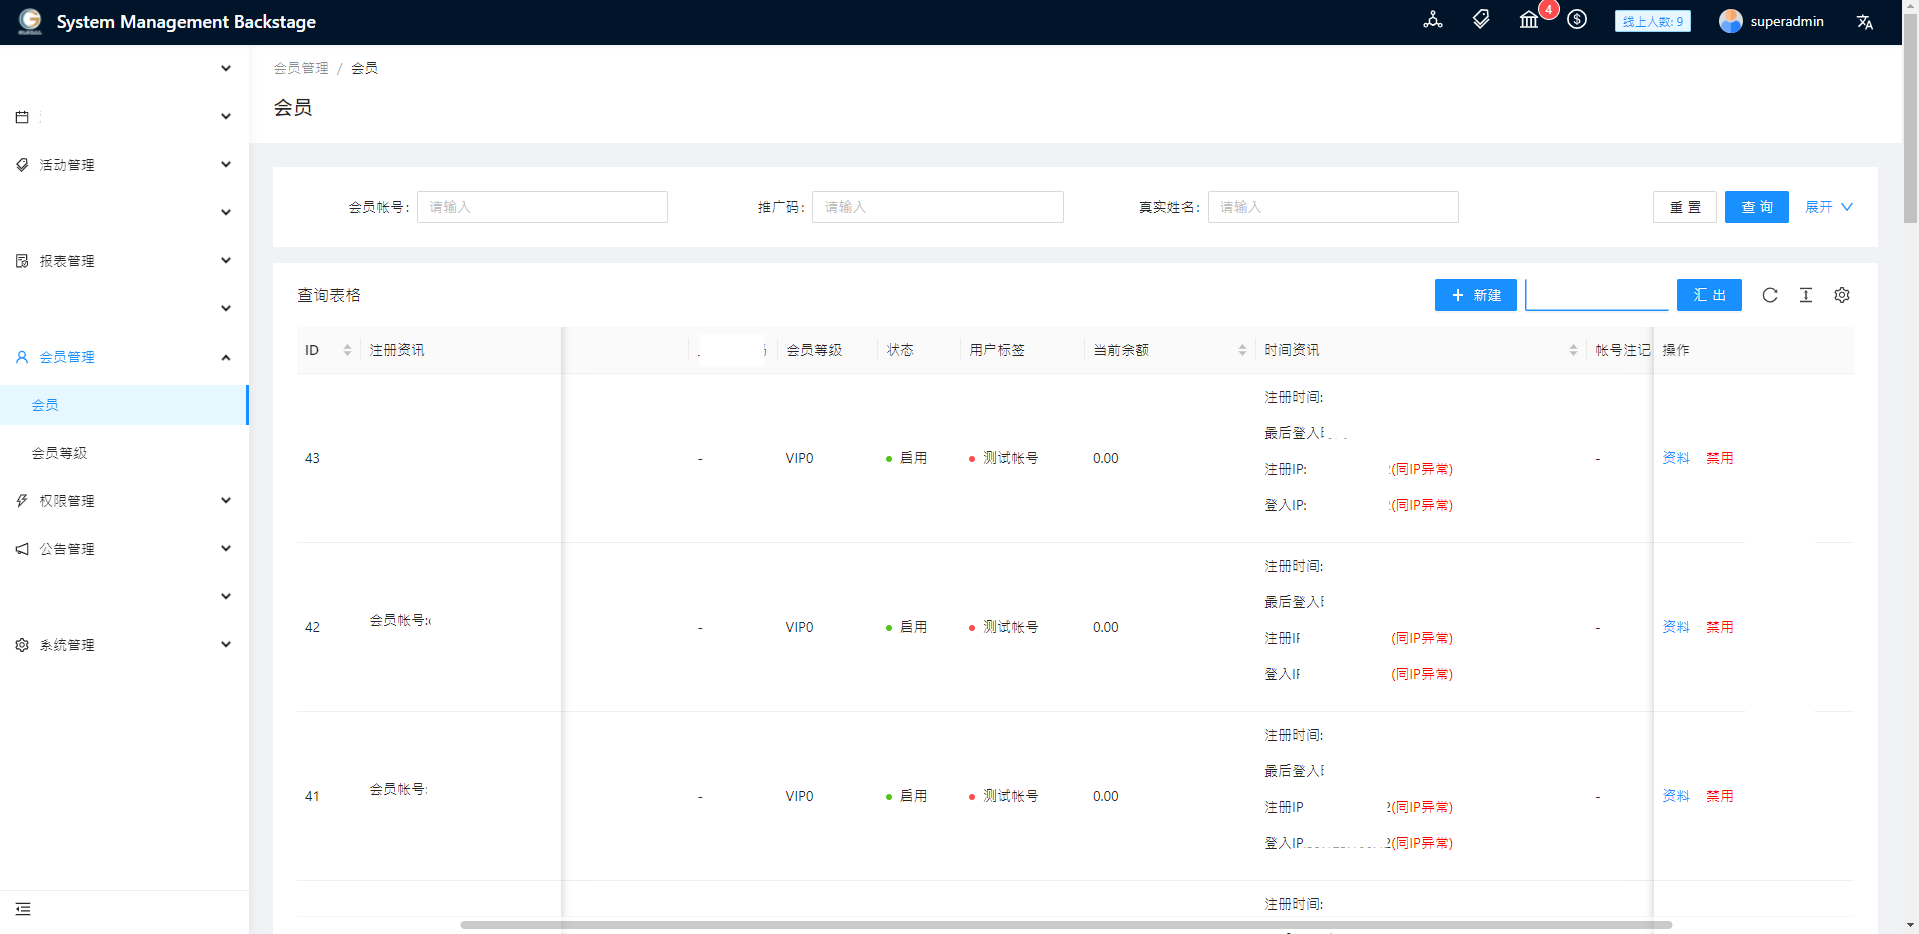 System Management Backstage
4
线上人数: 9
superadmin
会员管理 / 会员
会员
活动管理
报表管理
会员管理
会员
会员等级
权限管理
公告管理
系统管理
会员帐号: 请输入
推广码: 请输入
真实姓名: 请输入
重 置
查 询
展开
查询表格
+ 新建
汇 出
ID 注册资讯 会员等级 状态 用户标签 当前余额 时间资讯 帐号注记 操作
注册时间:
最后登入
43 - VIP0 启用 测试帐号 0.00 - 资料 禁用
注册IP: (同IP异常)
登入IP: (同IP异常)
注册时间:
最后登入
会员帐号:
42 - VIP0 启用 测试帐号 0.00 - 资料 禁用
注册IP (同IP异常)
登入IP (同IP异常)
注册时间:
最后登入
会员帐号:
41 - VIP0 启用 测试帐号 0.00 - 资料 禁用
注册IP 2(同IP异常)
登入IP 2(同IP异常)
注册时间: